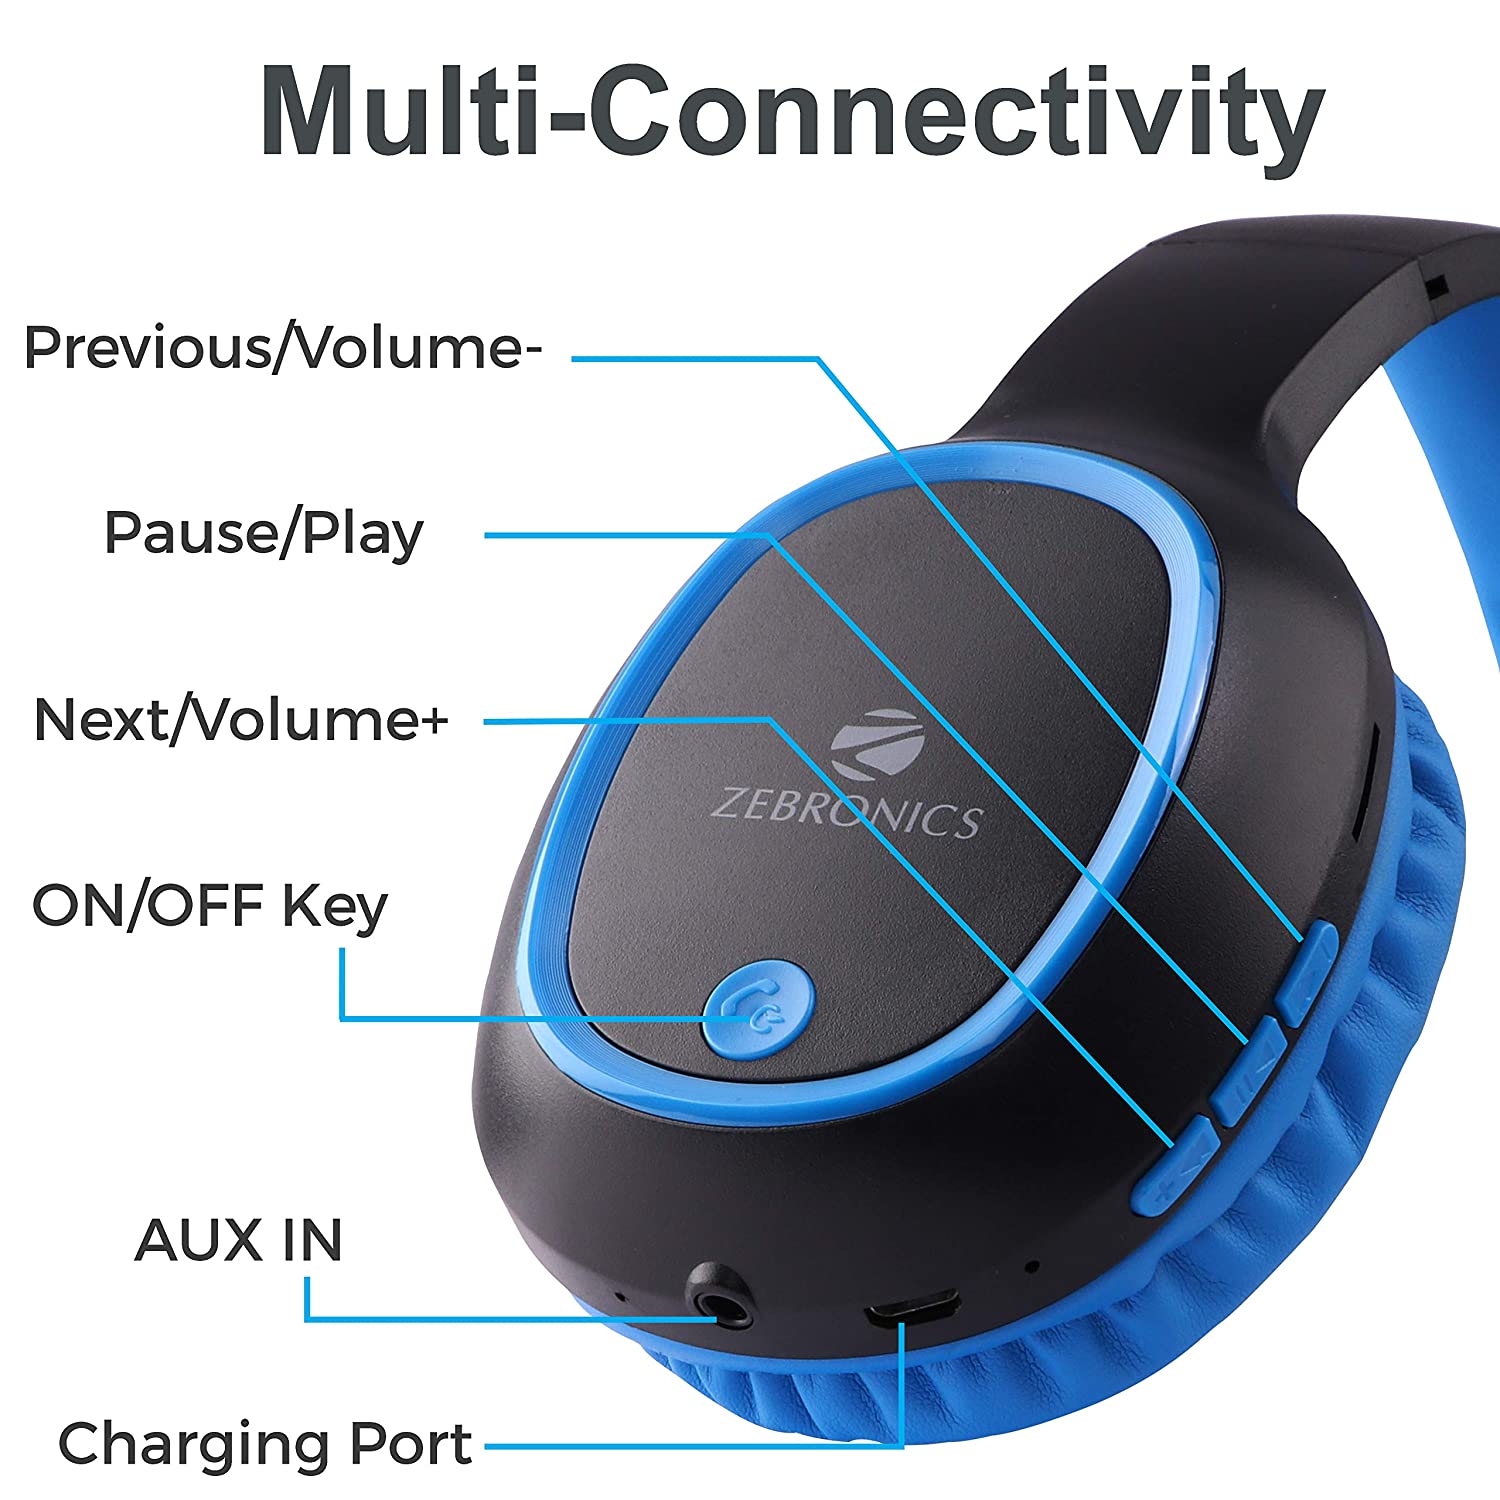 Multi-Connectivity
Previous/Volume-
Pause/Play
Next/Volume+
ZEBRONICS
ON/OFF Key
AUX IN
Charging Port